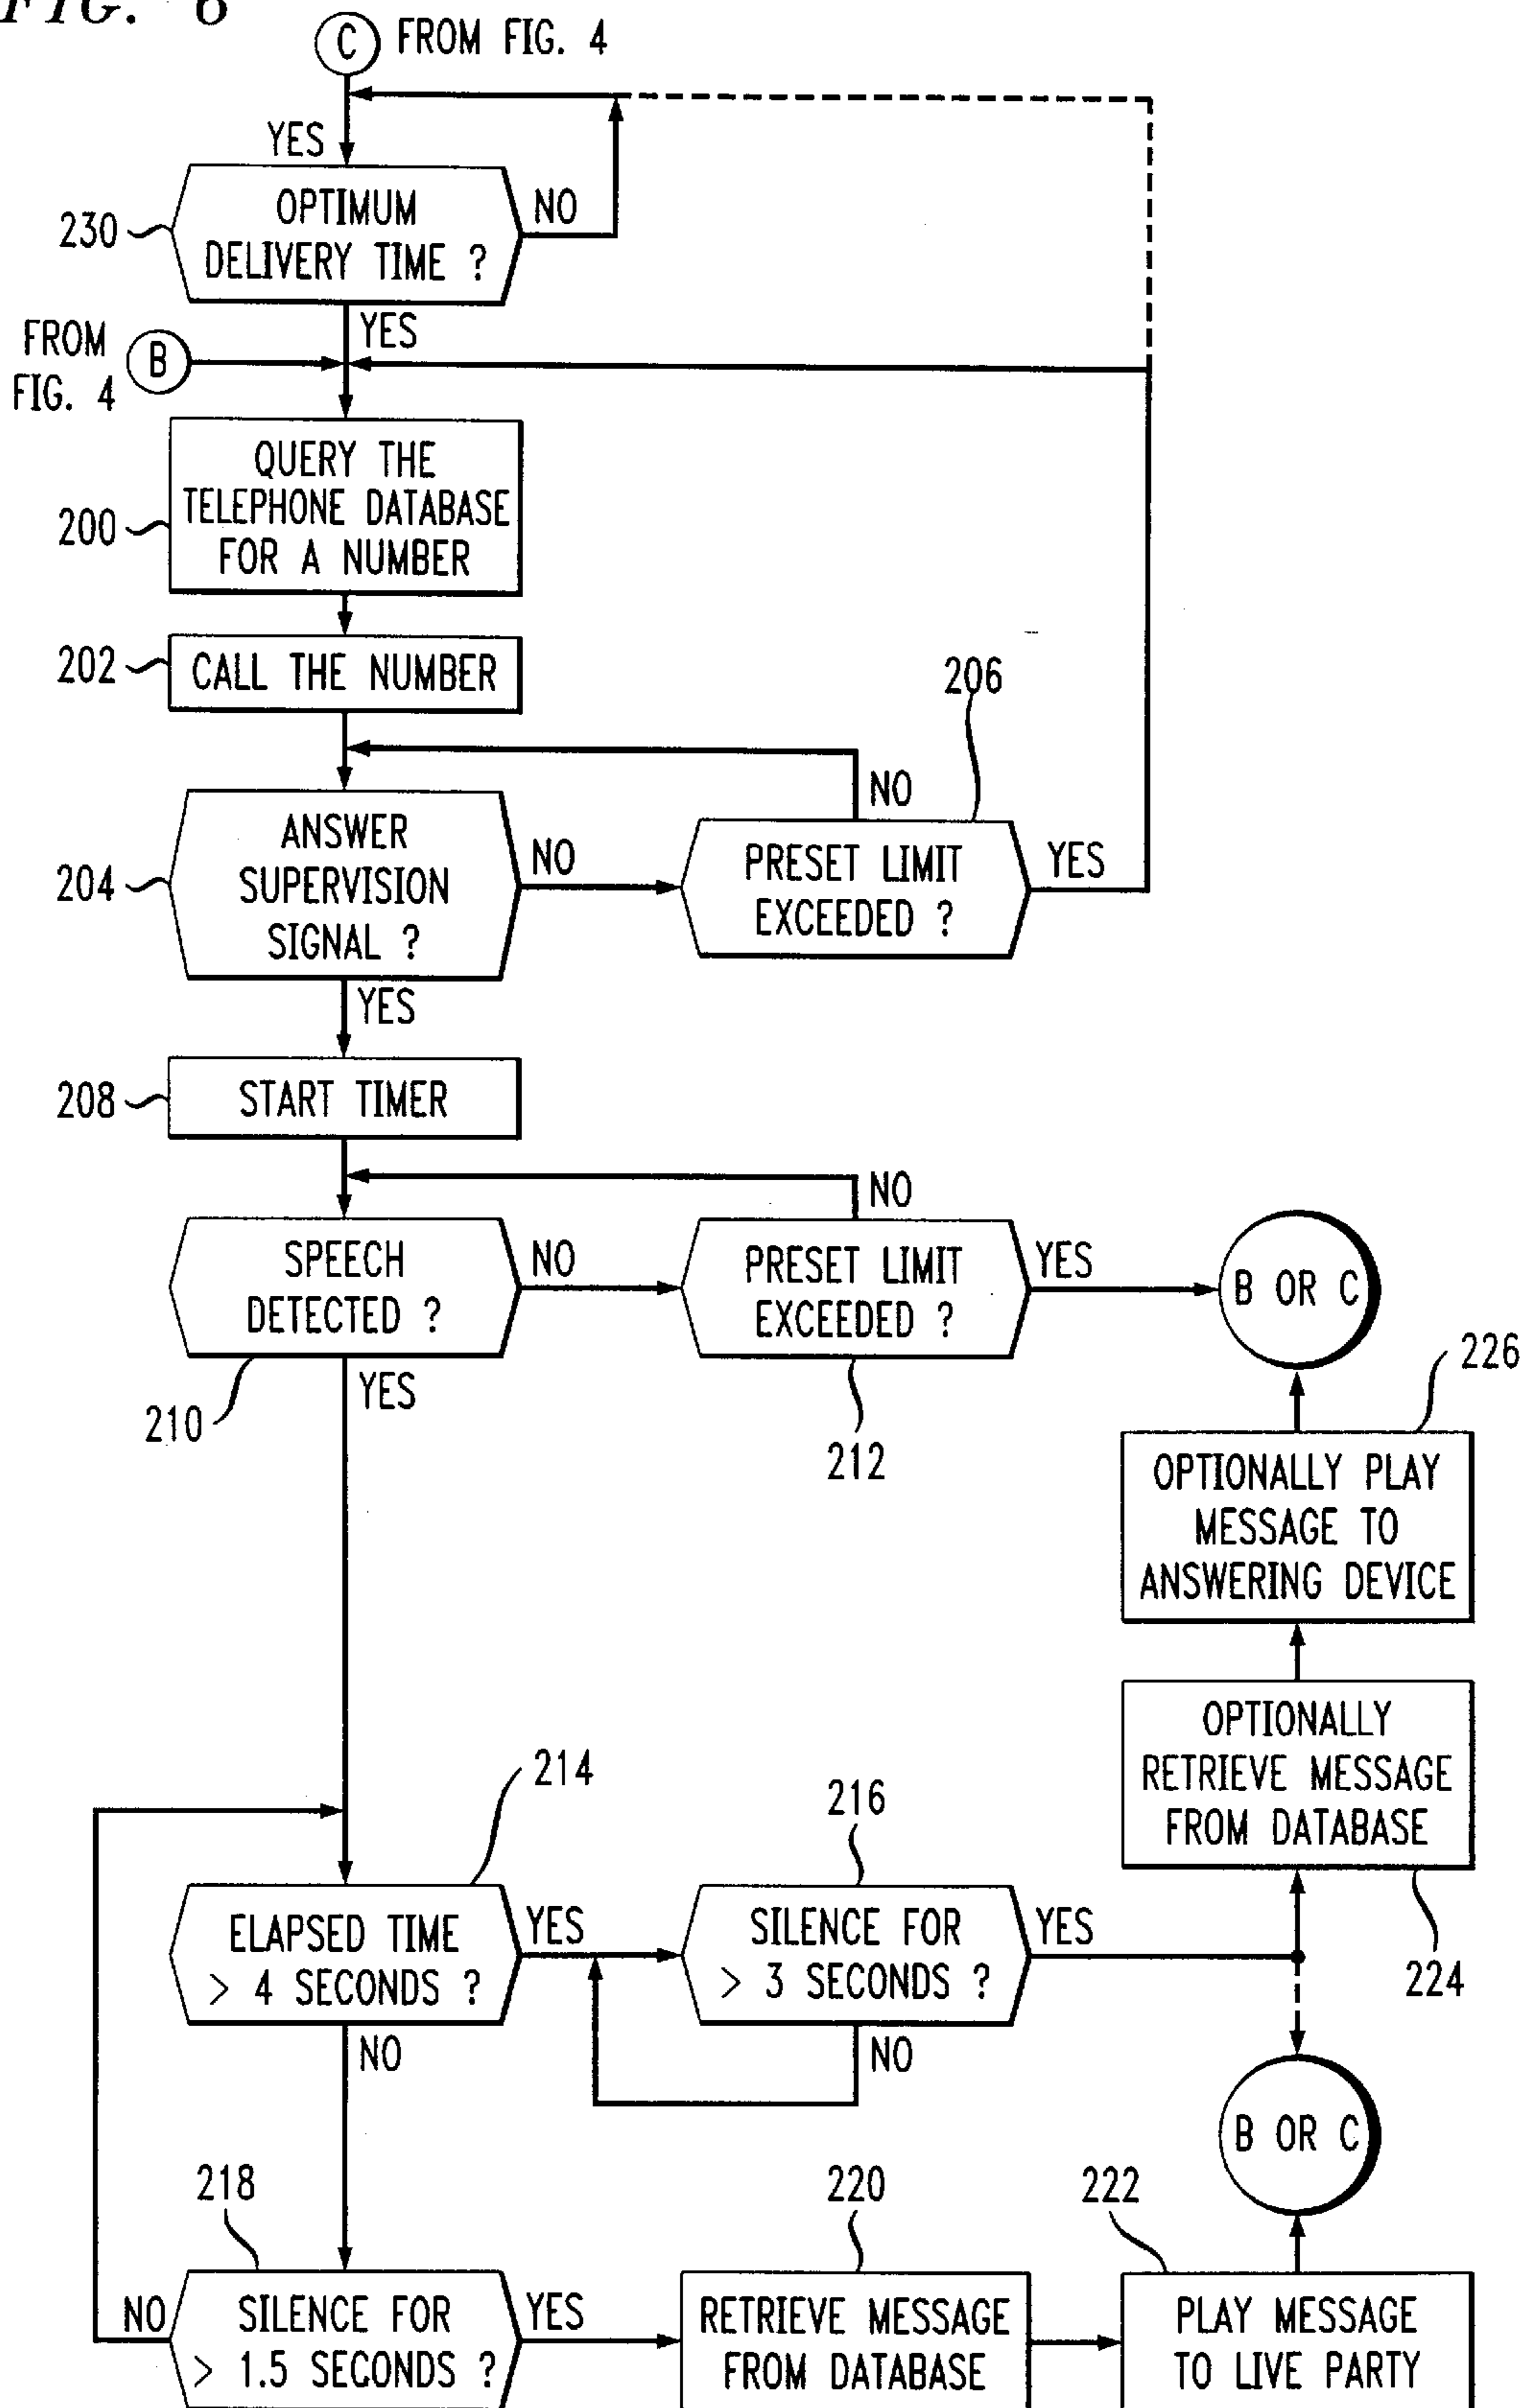 FIG. 6
C FROM FIG. 4
YES
OPTIMUM
DELIVERY TIME ?
NO
230
YES
FROM
FIG. 4
B
QUERY THE
TELEPHONE DATABASE
FOR A NUMBER
200
CALL THE NUMBER
202
206
NO
ANSWER
SUPERVISION
SIGNAL ?
204
NO
PRESET LIMIT
EXCEEDED ?
YES
YES
START TIMER
208
NO
SPEECH
DETECTED ?
NO
PRESET LIMIT
EXCEEDED ?
YES
B OR C
210
YES
212
226
OPTIONALLY PLAY
MESSAGE TO
ANSWERING DEVICE
OPTIONALLY
RETRIEVE MESSAGE
FROM DATABASE
224
214
216
ELAPSED TIME
> 4 SECONDS ?
YES
SILENCE FOR
> 3 SECONDS ?
YES
NO
NO
B OR C
218
220
222
NO
SILENCE FOR
> 1.5 SECONDS ?
YES
RETRIEVE MESSAGE
FROM DATABASE
PLAY MESSAGE
TO LIVE PARTY